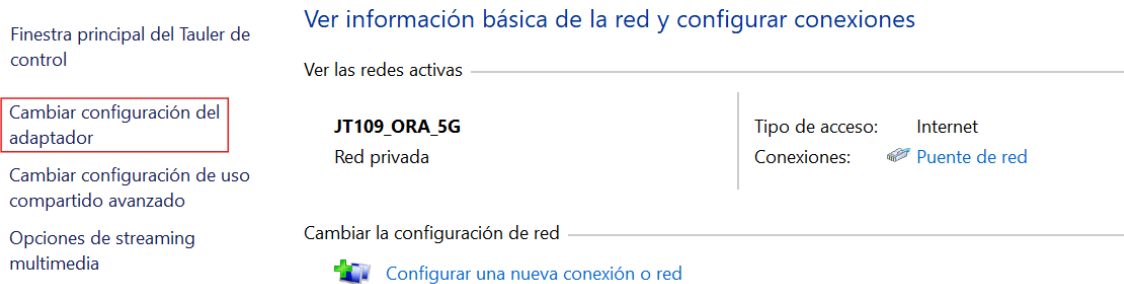 Finestra principal del Tauler de
control
Cambiar configuración del
adaptador
Cambiar configuración de uso
compartido avanzado
Opciones de streaming
multimedia
Ver información básica de la red y configurar conexiones
Ver las redes activas
JT109_ORA_5G
Red privada
Tipo de acceso: Internet
Conexiones: Puente de red
Cambiar la configuración de red
Configurar una nueva conexión o red